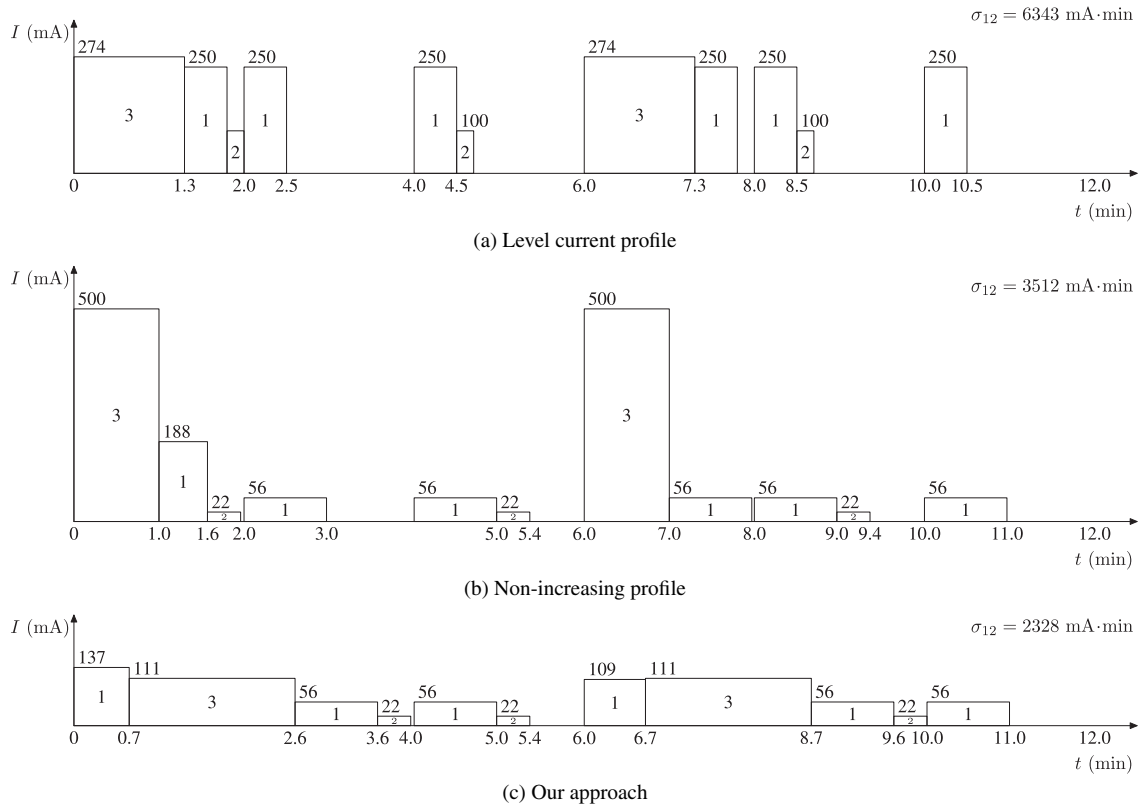 σ12 = 6343 mA·min
I (mA)
274 250 250 250 274 250 250 250
100 100
3 1 2 1 1 2 3 1 1 2 1
0 1.3 2.0 2.5 4.0 4.5 6.0 7.3 8.0 8.5 10.0 10.5 12.0
t (min)
(a) Level current profile
I (mA)
σ12 = 3512 mA·min
500 500
3 3
188
1
56 56 56 56 56
22 22 22
2 1 1 2 1 1 2 1
0 1.0 1.6 2.0 3.0 4.0 5.0 5.4 6.0 7.0 8.0 9.0 9.4 10.0 11.0 12.0
t (min)
(b) Non-increasing profile
I (mA)
σ12 = 2328 mA·min
137 111 109 111
56 22 56 22 56 22 56
1 3 1 2 1 2 1 3 1 2 1
0 0.7 2.6 3.6 4.0 5.0 5.4 6.0 6.7 8.7 9.6 10.0 11.0 12.0
t (min)
(c) Our approach